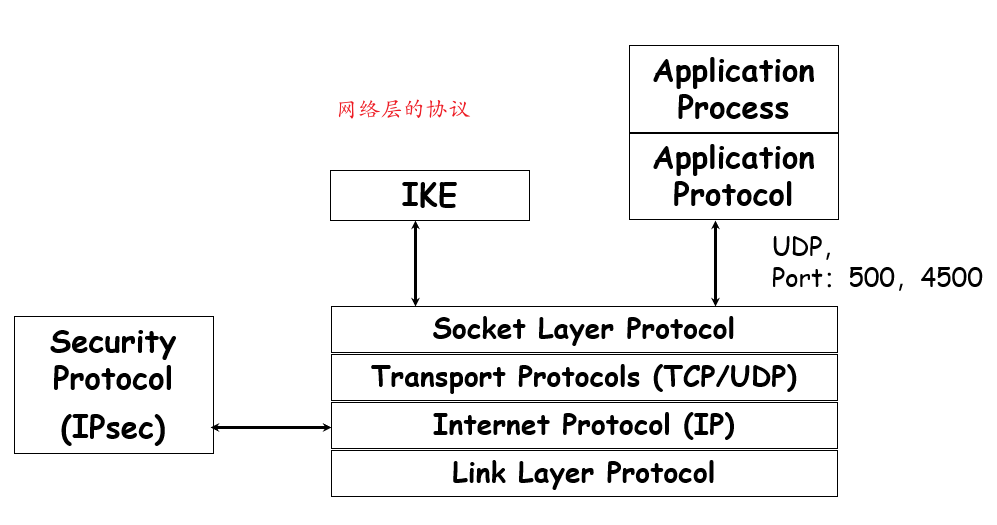 网络层的协议
Application
Process
Application
Protocol
IKE
UDP,
Port: 500, 4500
Socket Layer Protocol
Transport Protocols (TCP/UDP)
Internet Protocol (IP)
Link Layer Protocol
Security
Protocol
(IPsec)